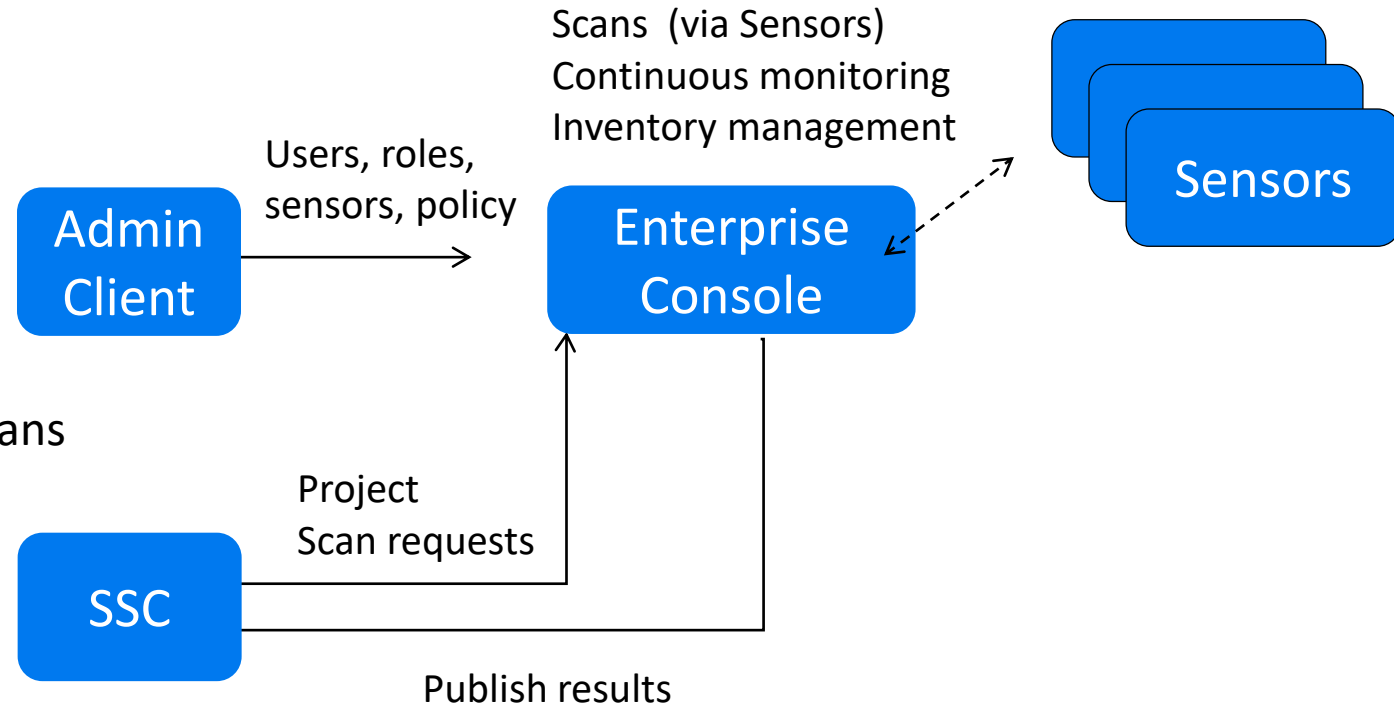 Scans (via Sensors)
Continuous monitoring
Inventory management
Users, roles,
sensors, policy
Sensors
Admin
Client
Enterprise
Console
ans
Project
Scan requests
SSC
Publish results